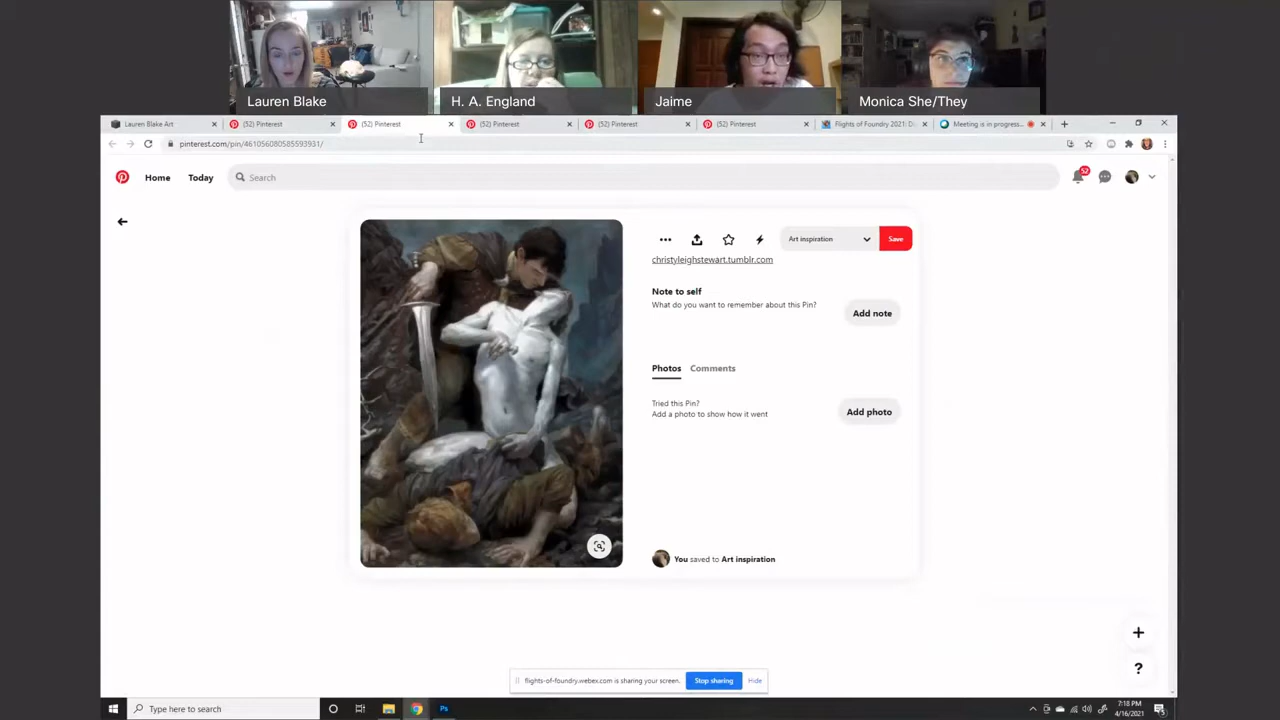 Lauren Blake
H. A. England
Jaime
Monica She/They
Lauren Blake Art
(52) Pinterest
(52) Pinterest
(52) Pinterest
(52) Pinterest
(52) Pinterest
Flights of Foundry 2021: D
Meeting is in progress...
pinterest.com/pin/461056080585593931/
Home
Today
Search
52
Art inspiration
Save
christyleighstewart.tumblr.com
Note to self
What do you want to remember about this Pin?
Add note
Photos
Comments
Tried this Pin?
Add a photo to show how it went
Add photo
You saved to Art inspiration
+
?
flights-of-foundry.webex.com is sharing your screen.
Stop sharing
Hide
Type here to search
Ps
7:18 PM
4/16/2021